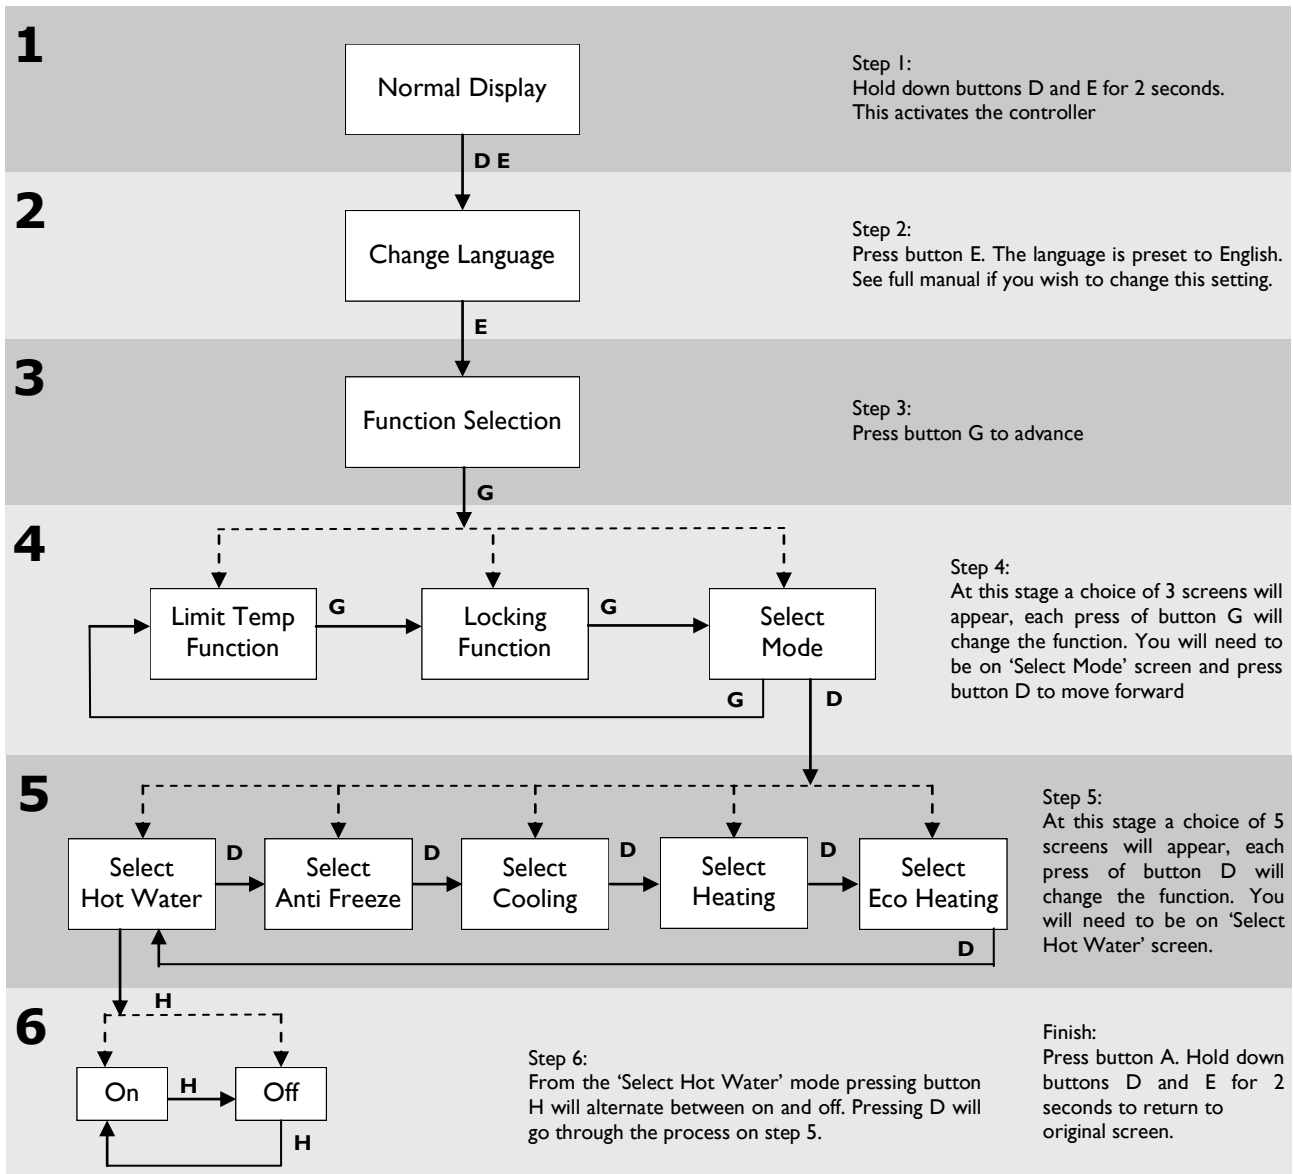 1
Normal Display
Step 1:
Hold down buttons D and E for 2 seconds.
This activates the controller
D E
2
Change Language
Step 2:
Press button E. The language is preset to English.
See full manual if you wish to change this setting.
E
3
Function Selection
Step 3:
Press button G to advance
G
4
Limit Temp
Function
G
Locking
Function
G
Select
Mode
G
D
Step 4:
At this stage a choice of 3 screens will
appear, each press of button G will
change the function. You will need to
be on ‘Select Mode’ screen and press
button D to move forward
5
Select
Hot Water
D
Select
Anti Freeze
D
Select
Cooling
D
Select
Heating
D
Select
Eco Heating
D
Step 5:
At this stage a choice of 5
screens will appear, each
press of button D will
change the function. You
will need to be on ‘Select
Hot Water’ screen.
H
6
On
H
Off
H
Step 6:
From the ‘Select Hot Water’ mode pressing button
H will alternate between on and off. Pressing D will
go through the process on step 5.
Finish:
Press button A. Hold down
buttons D and E for 2
seconds to return to
original screen.